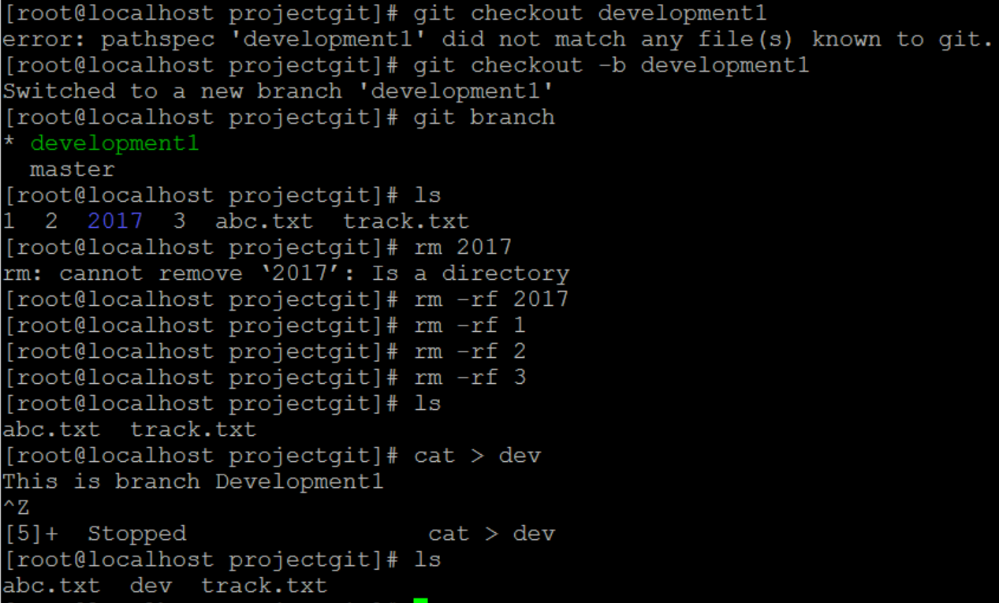 [root@localhost projectgit]# git checkout development1
error: pathspec 'development1' did not match any file(s) known to git.
[root@localhost projectgit]# git checkout -b development1
Switched to a new branch 'development1'
[root@localhost projectgit]# git branch
* development1
  master
[root@localhost projectgit]# ls
1  2  2017  3  abc.txt  track.txt
[root@localhost projectgit]# rm 2017
rm: cannot remove ‘2017’: Is a directory
[root@localhost projectgit]# rm -rf 2017
[root@localhost projectgit]# rm -rf 1
[root@localhost projectgit]# rm -rf 2
[root@localhost projectgit]# rm -rf 3
[root@localhost projectgit]# ls
abc.txt  track.txt
[root@localhost projectgit]# cat > dev
This is branch Development1
^Z
[5]+  Stopped                 cat > dev
[root@localhost projectgit]# ls
abc.txt  dev  track.txt